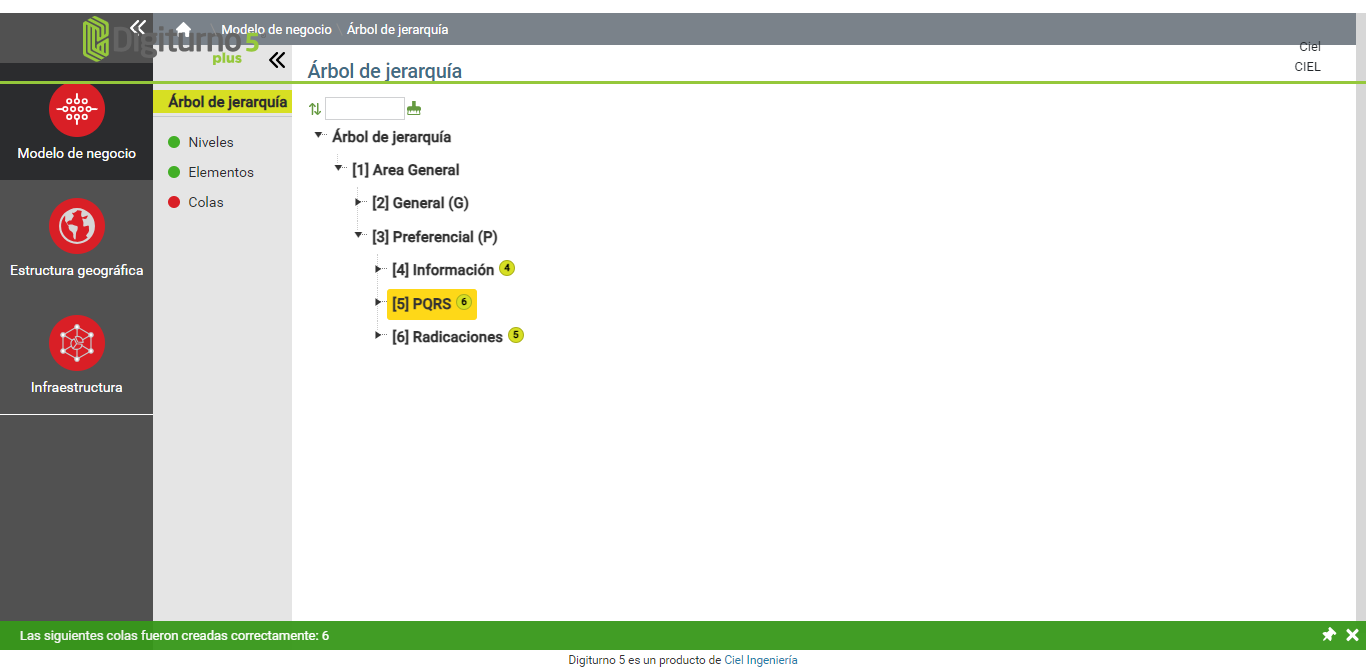 Digiturno 5
plus
Modelo de negocio \ Árbol de jerarquía
Ciel
CIEL
Árbol de jerarquía
Modelo de negocio
Estructura geográfica
Infraestructura
Árbol de jerarquía
Niveles
Elementos
Colas
Árbol de jerarquía
[1] Area General
[2] General (G)
[3] Preferencial (P)
[4] Información 4
[5] PQRS 6
[6] Radicaciones 5
Las siguientes colas fueron creadas correctamente: 6
Digiturno 5 es un producto de Ciel Ingeniería